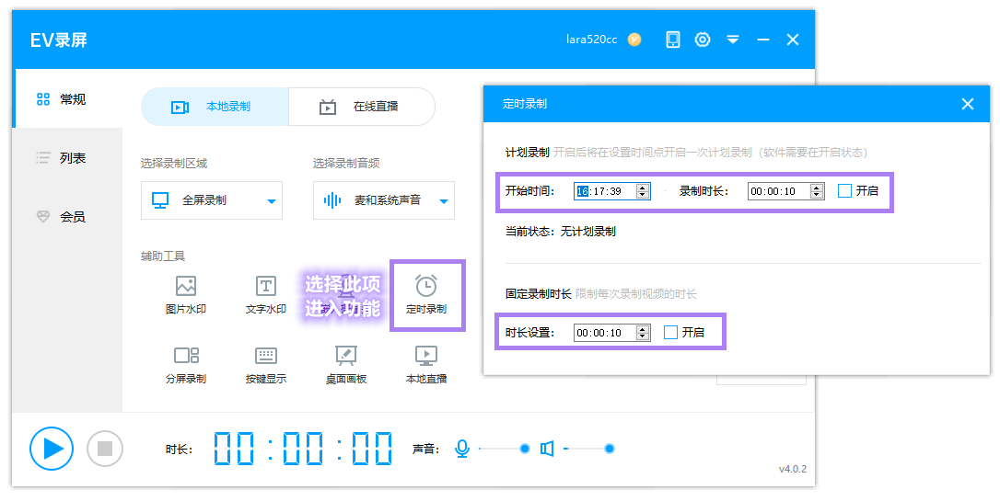 EV录屏
lara520cc
常规
列表
会员
本地录制
在线直播
选择录制区域
选择录制音频
全屏录制
麦和系统声音
辅助工具
图片水印
文字水印
选择此项
进入功能
定时录制
分屏录制
按键显示
桌面画板
本地直播
时长：
00:00:00
声音：
v4.0.2
定时录制
计划录制 开启后将在设置时间点开启一次计划录制（软件需要在开启状态）
开始时间： 16:17:39 - 录制时长： 00:00:10 开启
当前状态：无计划录制
固定录制时长 限制每次录制视频的时长
时长设置： 00:00:10 开启